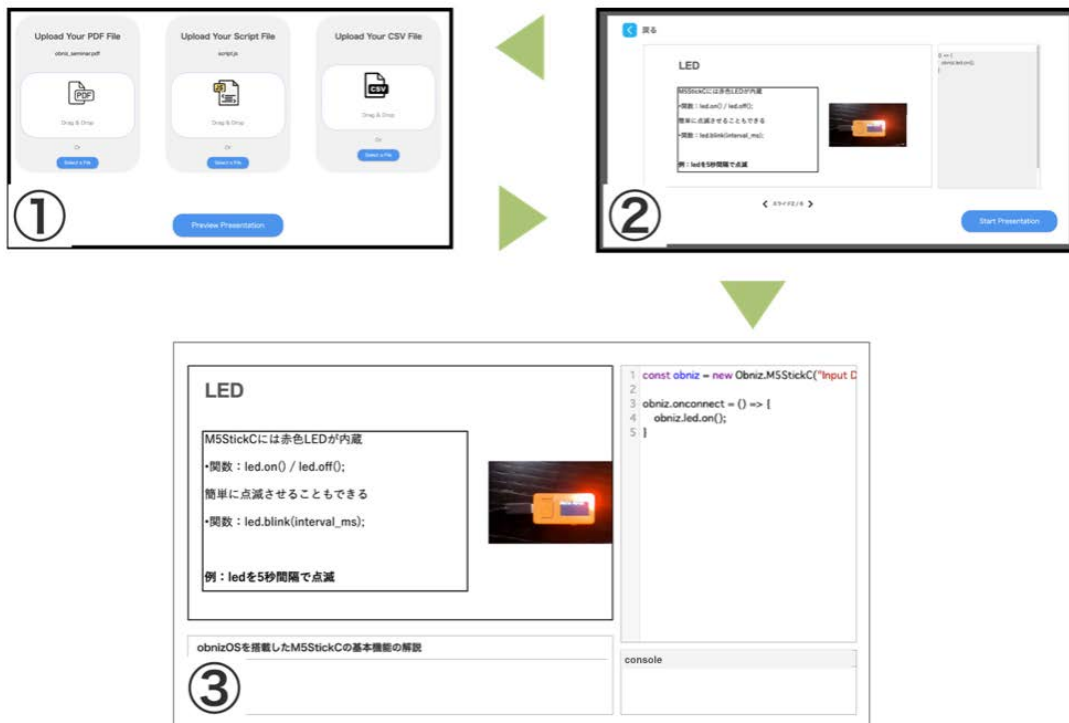 Upload Your PDF File
obniz_seminar.pdf
PDF
Drag & Drop
Or
Select a File
Upload Your Script File
script.js
JS
Drag & Drop
Or
Select a File
Upload Your CSV File
CSV
Drag & Drop
Or
Select a File
Preview Presentation
①
戻る
LED
M5StickCには赤色LEDが内蔵
•関数：led.on() / led.off();
簡単に点滅させることもできる
•関数：led.blink(interval_ms);
例：ledを5秒間隔で点滅
() => {
obniz.led.on();
}
Start Presentation
②
LED
M5StickCには赤色LEDが内蔵
•関数：led.on() / led.off();
簡単に点滅させることもできる
•関数：led.blink(interval_ms);
例：ledを5秒間隔で点滅
1 const obniz = new Obniz.M5StickC("Input D
2
3 obniz.onconnect = () => {
4 obniz.led.on();
5 }
obnizOSを搭載したM5StickCの基本機能の解説
console
③